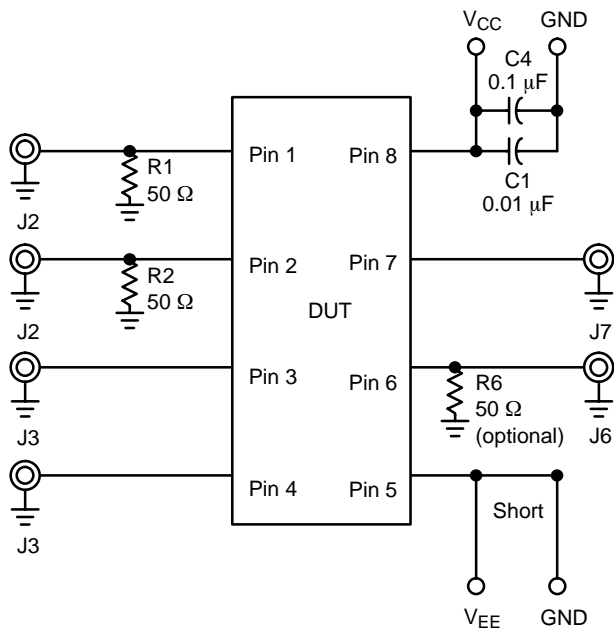 V_CC
GND
C4
0.1 µF
Pin 1
Pin 8
R1
50 Ω
C1
0.01 µF
J2
Pin 2
Pin 7
R2
50 Ω
DUT
J2
J7
Pin 3
Pin 6
R6
50 Ω
(optional)
J3
J6
Pin 4
Pin 5
Short
J3
V_EE
GND